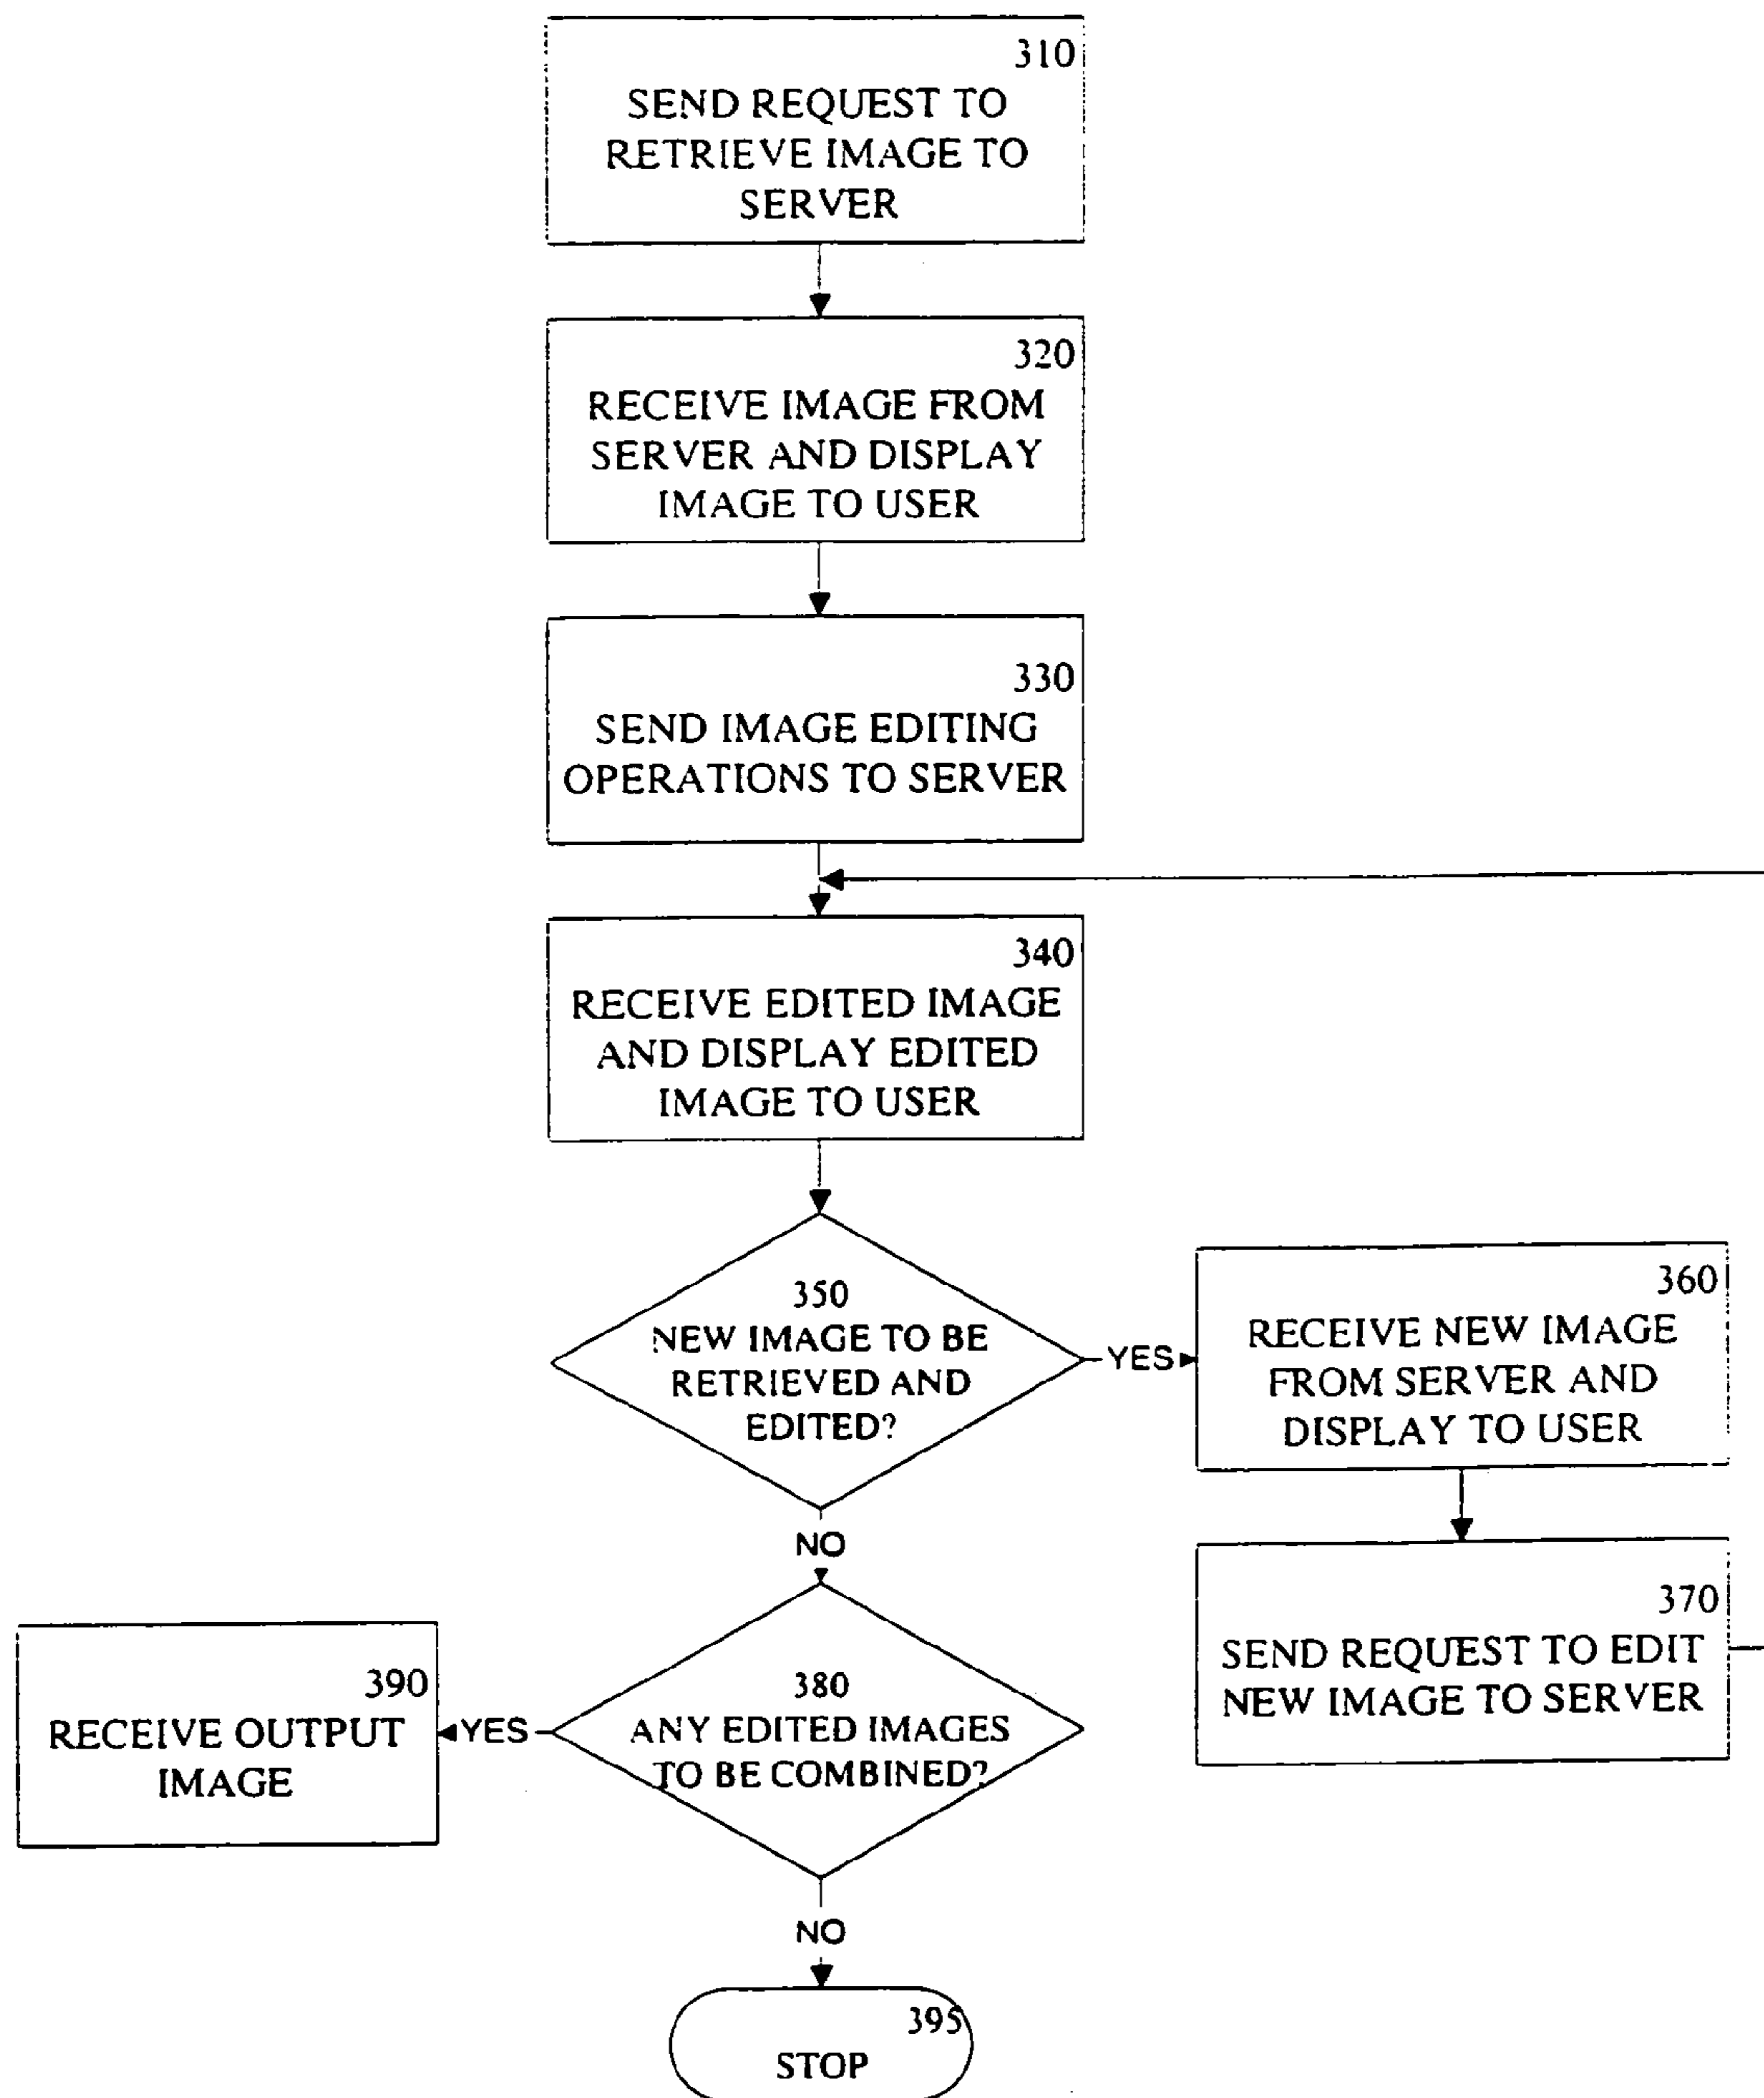 310
SEND REQUEST TO
RETRIEVE IMAGE TO
SERVER
320
RECEIVE IMAGE FROM
SERVER AND DISPLAY
IMAGE TO USER
330
SEND IMAGE EDITING
OPERATIONS TO SERVER
340
RECEIVE EDITED IMAGE
AND DISPLAY EDITED
IMAGE TO USER
350
NEW IMAGE TO BE
RETRIEVED AND
EDITED?
YES
360
RECEIVE NEW IMAGE
FROM SERVER AND
DISPLAY TO USER
NO
370
SEND REQUEST TO EDIT
NEW IMAGE TO SERVER
380
ANY EDITED IMAGES
TO BE COMBINED?
YES
390
RECEIVE OUTPUT
IMAGE
NO
395
STOP